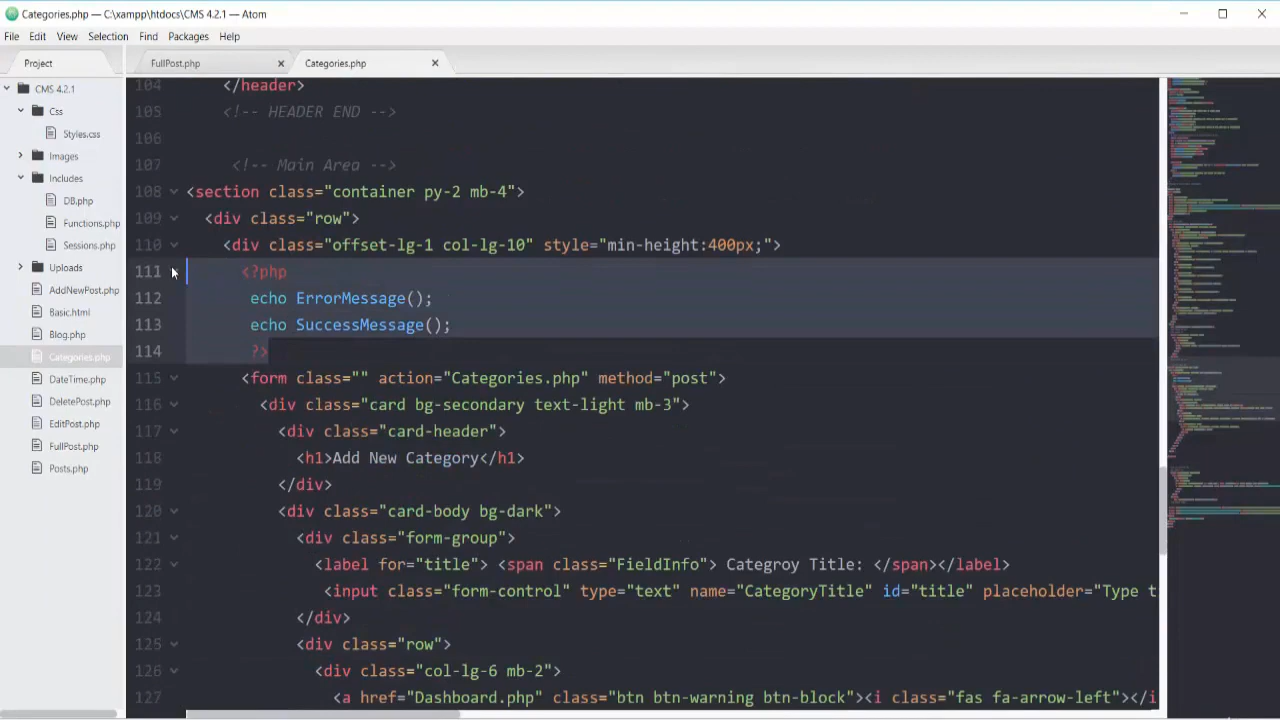 Categories.php — C:\xampp\htdocs\CMS 4.2.1 — Atom
File Edit View Selection Find Packages Help
Project
FullPost.php
Categories.php
CMS 4.2.1
Css
Styles.css
Images
Includes
DB.php
Functions.php
Sessions.php
Uploads
AddNewPost.php
Basic.html
Blog.php
Categories.php
DateTime.php
DeletePost.php
EditPost.php
FullPost.php
Posts.php
104 </header>
105 <!-- HEADER END -->
106
107 <!-- Main Area -->
108 <section class="container py-2 mb-4">
109 <div class="row">
110 <div class="offset-lg-1 col-lg-10" style="min-height:400px;">
111 <?php
112 echo ErrorMessage();
113 echo SuccessMessage();
114 ?>
115 <form class="" action="Categories.php" method="post">
116 <div class="card bg-secondary text-light mb-3">
117 <div class="card-header">
118 <h1>Add New Category</h1>
119 </div>
120 <div class="card-body bg-dark">
121 <div class="form-group">
122 <label for="title"> <span class="FieldInfo"> Categroy Title: </span></label>
123 <input class="form-control" type="text" name="CategoryTitle" id="title" placeholder="Type t
124 </div>
125 <div class="row">
126 <div class="col-lg-6 mb-2">
127 <a href="Dashboard.php" class="btn btn-warning btn-block"><i class="fas fa-arrow-left"></i